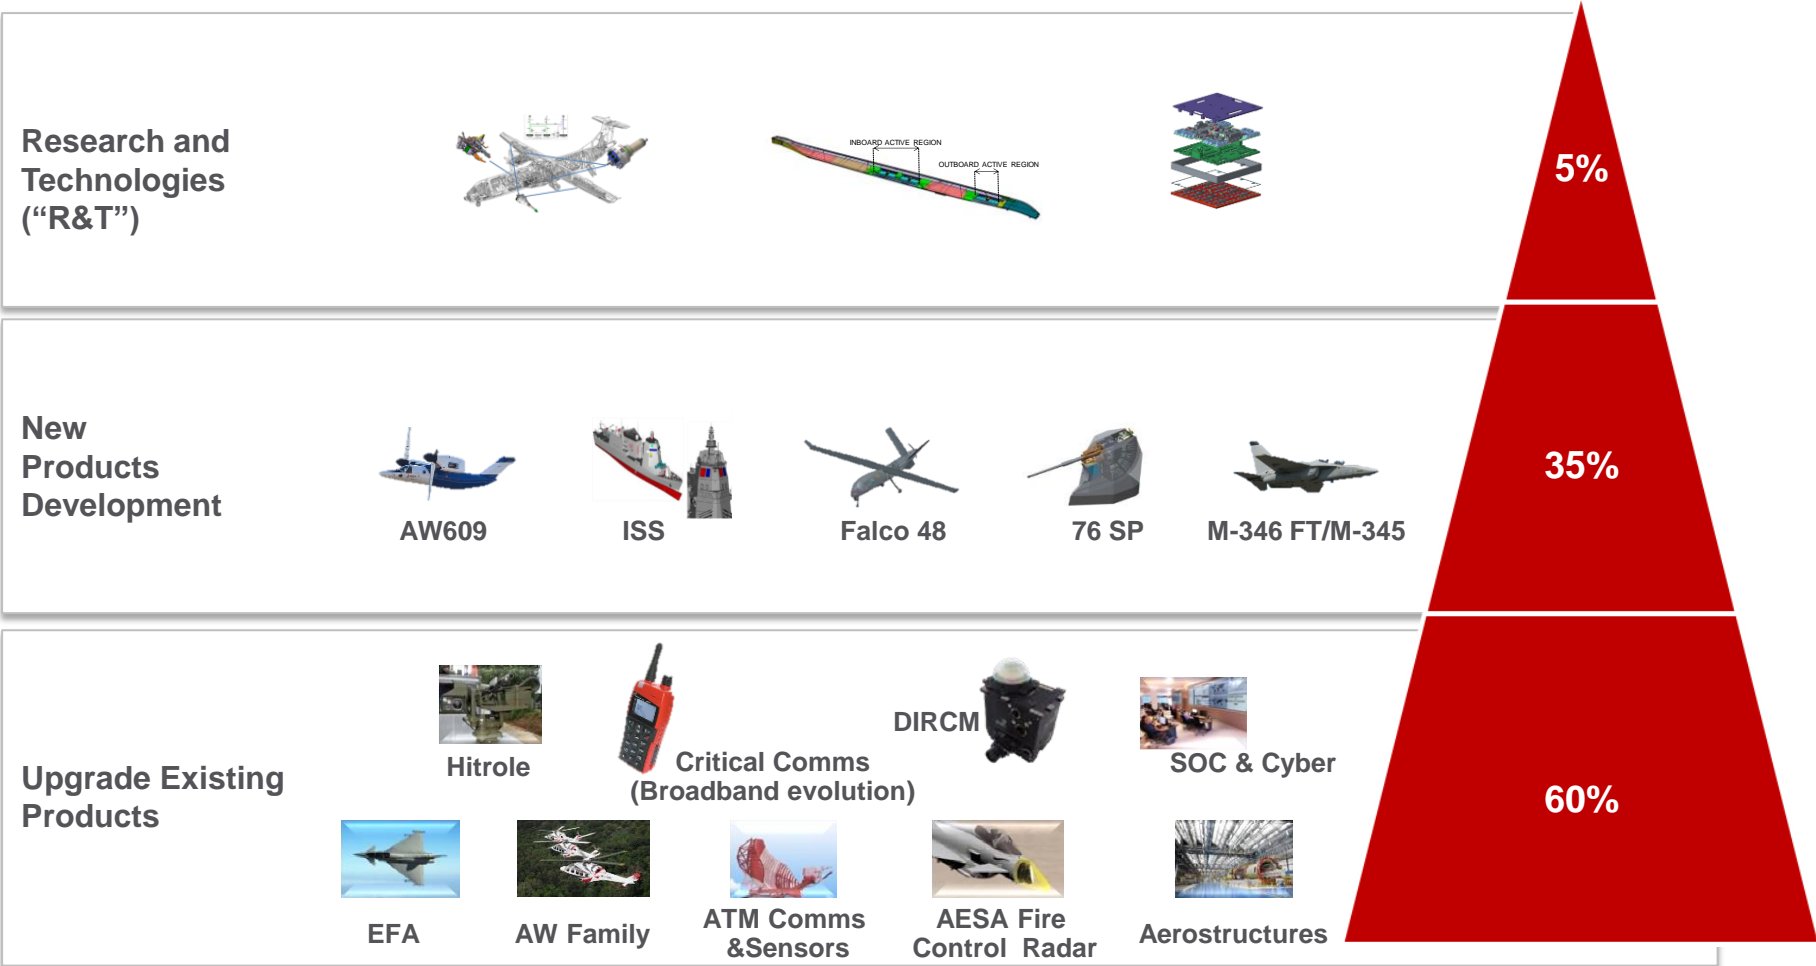 Research and
Technologies
(“R&T”)
INBOARD ACTIVE REGION
OUTBOARD ACTIVE REGION
5%
New
Products
Development
AW609
ISS
Falco 48
76 SP
M-346 FT/M-345
35%
Upgrade Existing
Products
Hitrole
Critical Comms
(Broadband evolution)
DIRCM
SOC & Cyber
60%
EFA
AW Family
ATM Comms
&Sensors
AESA Fire
Control Radar
Aerostructures